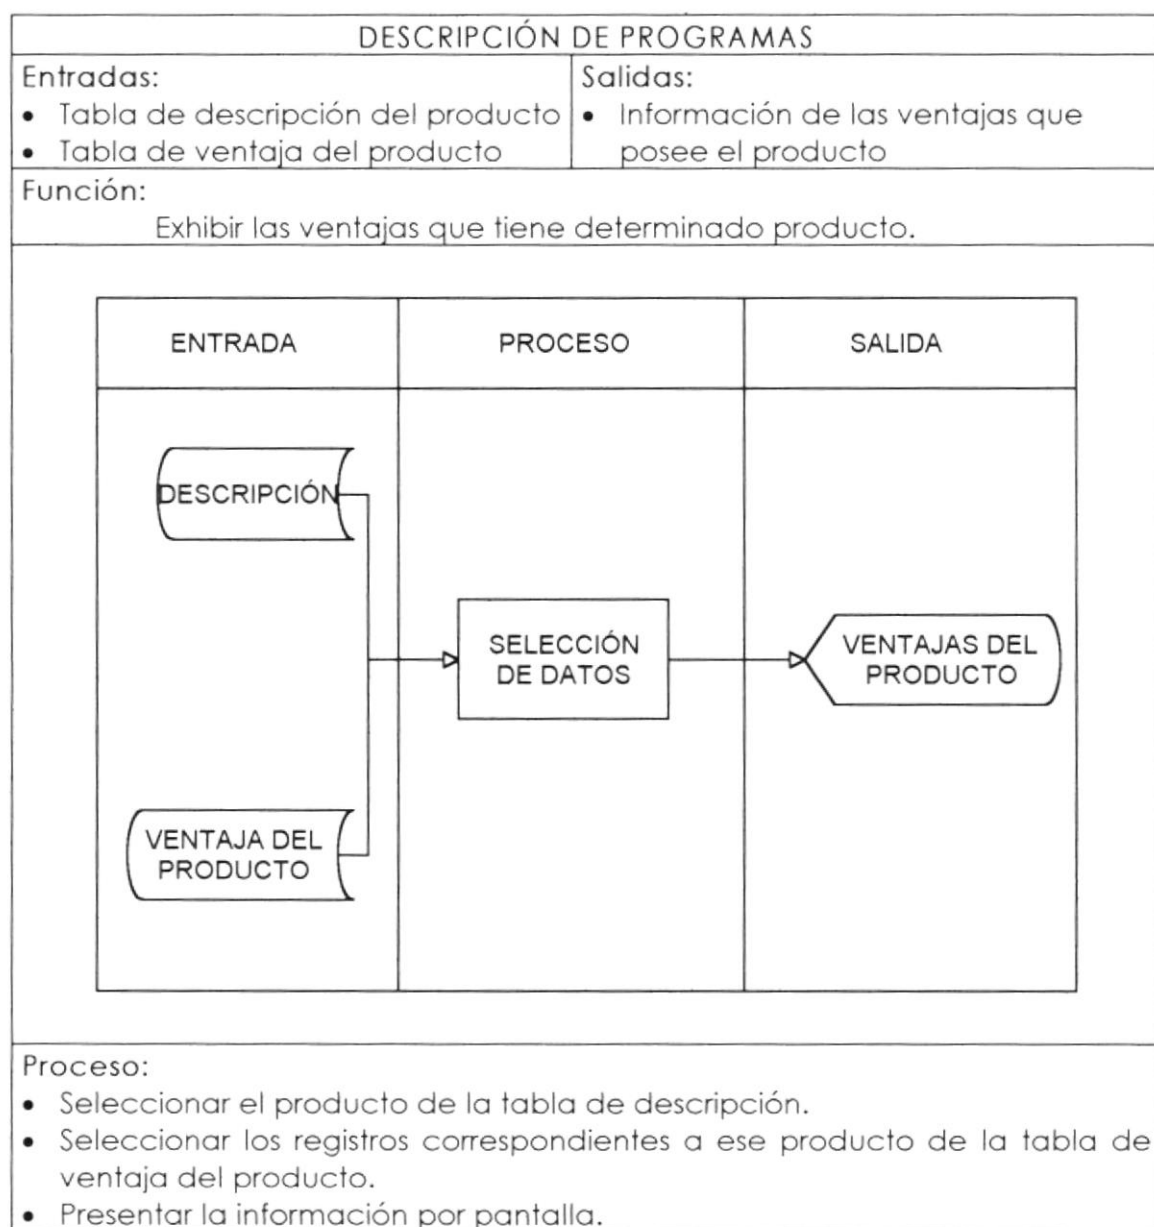 DESCRIPCIÓN DE PROGRAMAS
Entradas:
• Tabla de descripción del producto
• Tabla de ventaja del producto
Salidas:
• Información de las ventajas que
posee el producto
Función:
Exhibir las ventajas que tiene determinado producto.
ENTRADA
PROCESO
SALIDA
DESCRIPCIÓN
SELECCIÓN
DE DATOS
VENTAJAS DEL
PRODUCTO
VENTAJA DEL
PRODUCTO
Proceso:
• Seleccionar el producto de la tabla de descripción.
• Seleccionar los registros correspondientes a ese producto de la tabla de
ventaja del producto.
• Presentar la información por pantalla.